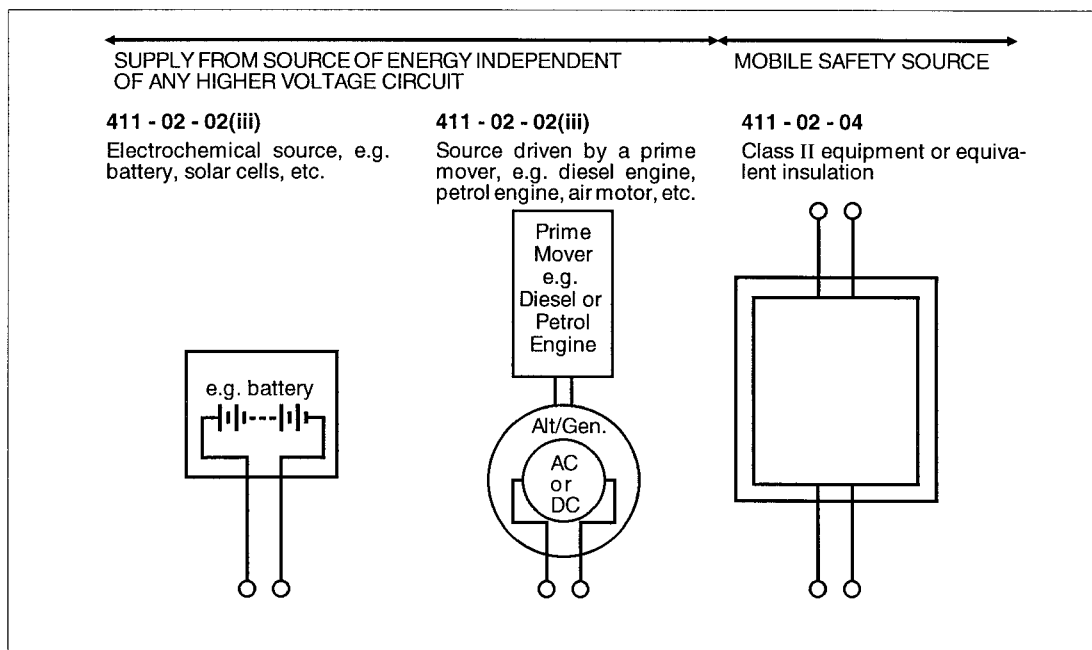 SUPPLY FROM SOURCE OF ENERGY INDEPENDENT
OF ANY HIGHER VOLTAGE CIRCUIT
MOBILE SAFETY SOURCE
411 - 02 - 02(iii)
Electrochemical source, e.g.
battery, solar cells, etc.
411 - 02 - 02(iii)
Source driven by a prime
mover, e.g. diesel engine,
petrol engine, air motor, etc.
411 - 02 - 04
Class II equipment or equiva-
lent insulation
e.g. battery
Prime
Mover
e.g.
Diesel or
Petrol
Engine
Alt/Gen.
AC
or
DC